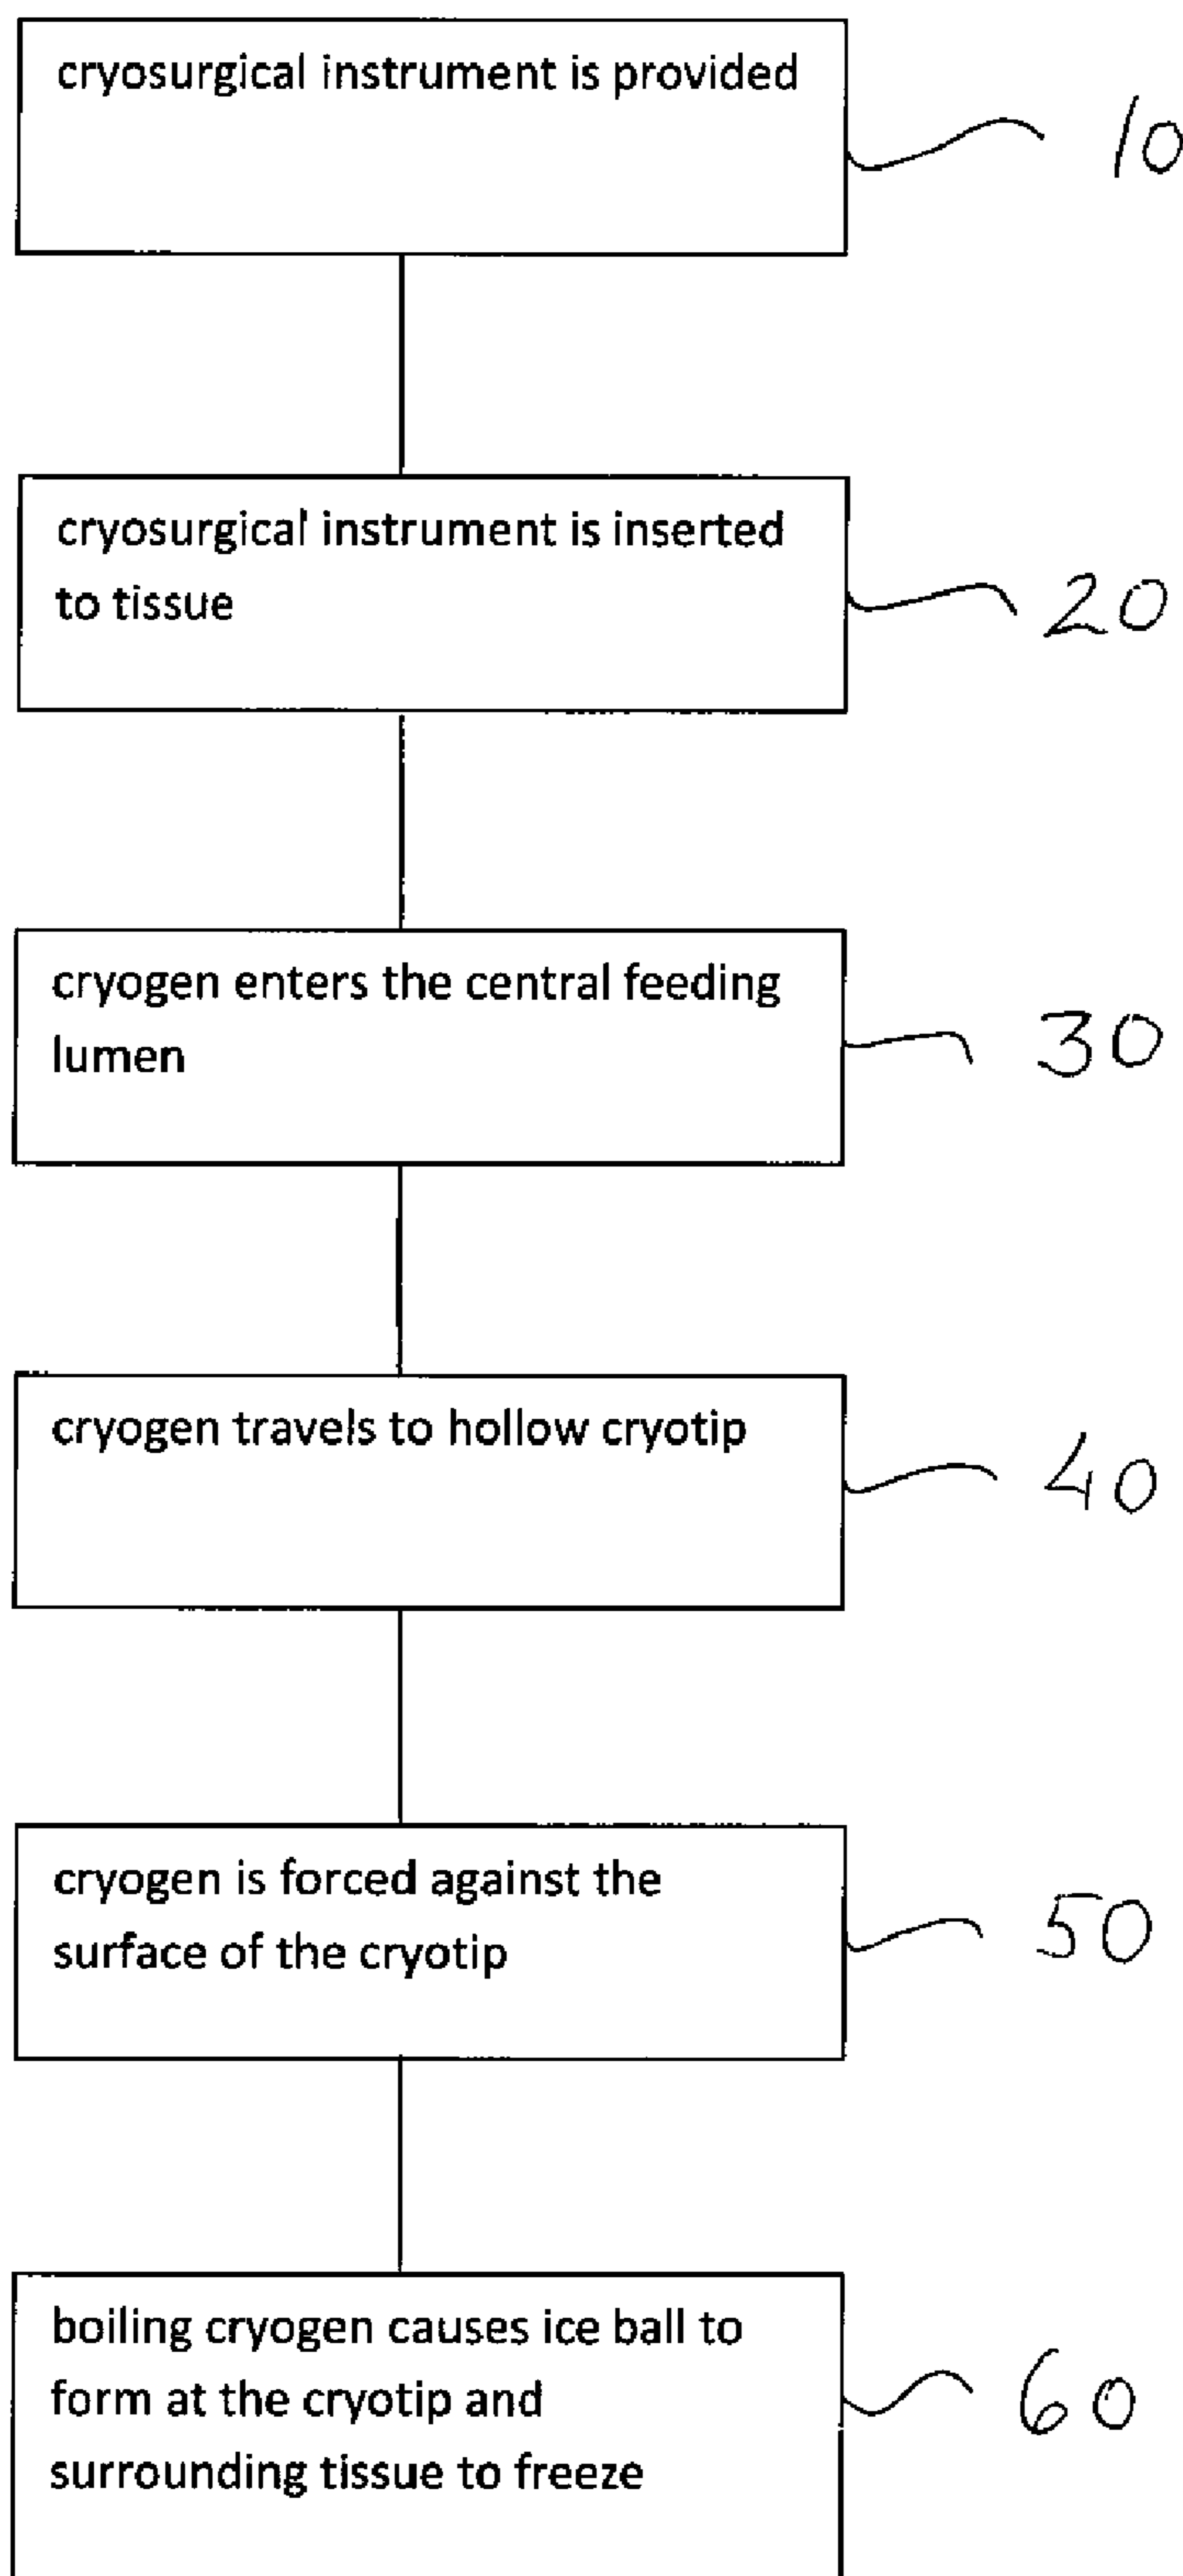 cryosurgical instrument is provided
10
cryosurgical instrument is inserted
to tissue
20
cryogen enters the central feeding
lumen
30
cryogen travels to hollow cryotip
40
cryogen is forced against the
surface of the cryotip
50
boiling cryogen causes ice ball to
form at the cryotip and
surrounding tissue to freeze
60